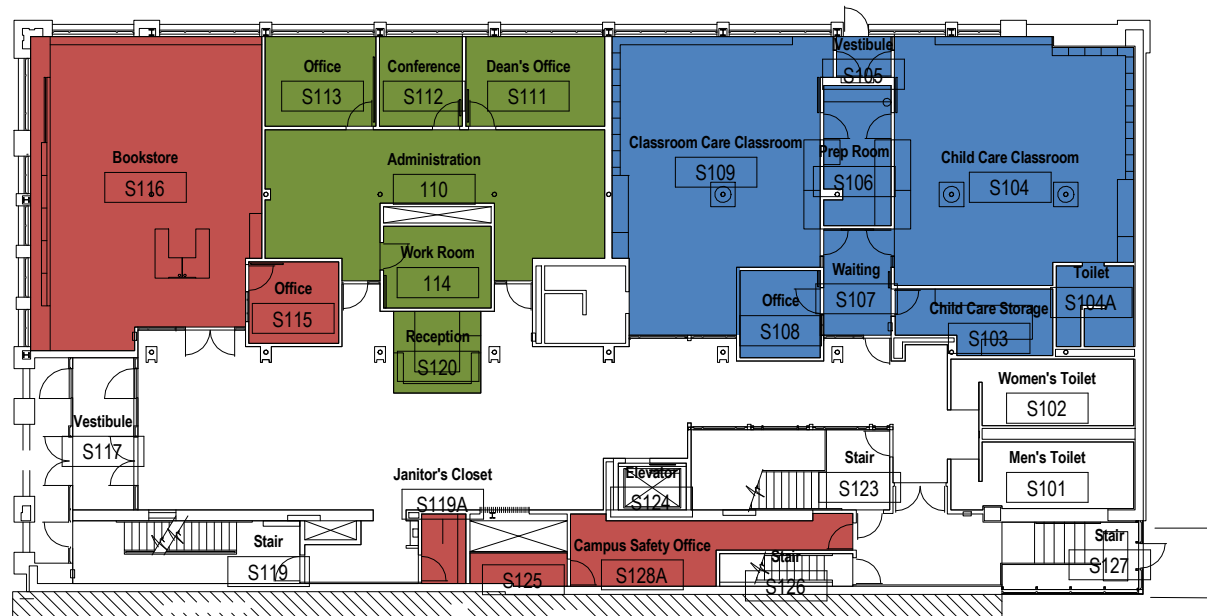 Vestibule
S105
Office
S113
Conference
S112
Dean's Office
S111
Bookstore
S116
Administration
110
Classroom Care Classroom
S109
Prep Room
S106
Child Care Classroom
S104
Work Room
114
Office
S115
Waiting
S107
Toilet
S104A
Office
S108
Child Care Storage
S103
Reception
S120
Women's Toilet
S102
Vestibule
S117
Men's Toilet
S101
Janitor's Closet
S119A
Elevator
S124
Stair
S123
Stair
S119
S125
Campus Safety Office
S128A
Stair
S126
Stair
S127